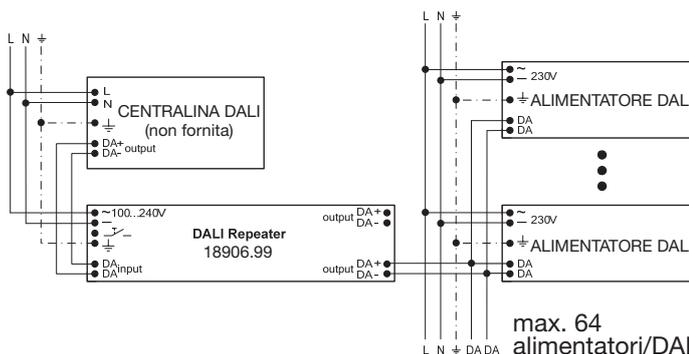 L N ⏚
L
N
⏚
DA+
DA-
output
CENTRALINA DALI
(non fornita)
~100...240V
–
⏚
DA
DA
input
DALI Repeater
18906.99
output
DA+
DA-
output
DA+
DA-
L N ⏚
~
– 230V
⏚ ALIMENTATORE DAL
DA
DA
~
– 230V
⏚ ALIMENTATORE DAL
DA
DA
L N ⏚ DA DA
max. 64
alimentatori/DAL